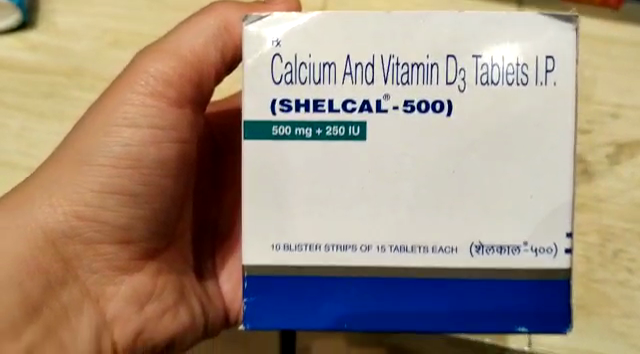 rx
Calcium And Vitamin D3 Tablets I.P.
(SHELCAL®-500)
500 mg + 250 IU
10 BLISTER STRIPS OF 15 TABLETS EACH (शेलकाल®-५००)